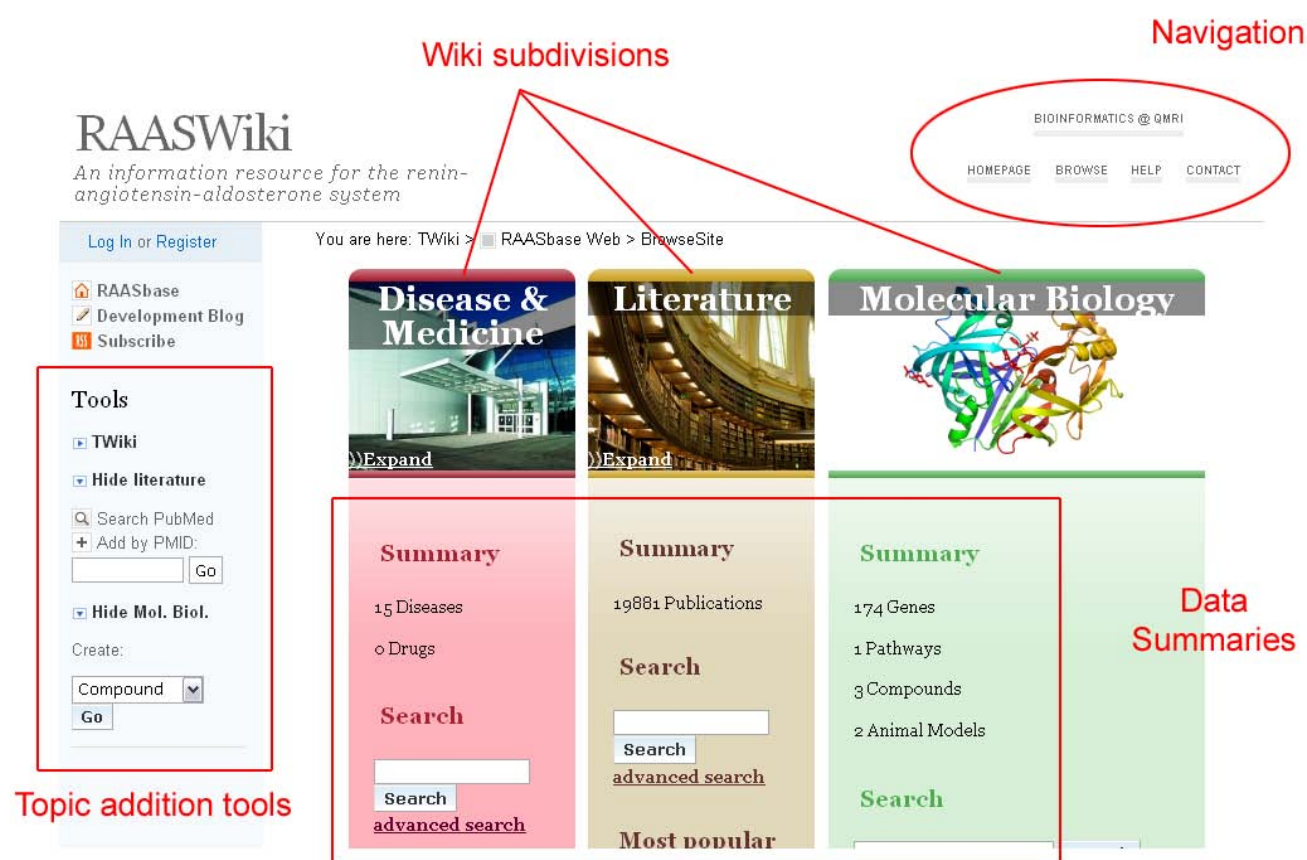 Wiki subdivisions
Navigation
RAASWiki
An information resource for the renin-
angiotensin-aldosterone system
BIOINFORMATICS @ QMRI
HOMEPAGE BROWSE HELP CONTACT
Log In or Register
You are here: TWiki > RAASbase Web > BrowseSite
RAASbase
Development Blog
Subscribe
Tools
TWiki
Hide literature
Search PubMed
Add by PMID:
Go
Hide Mol. Biol.
Create:
Compound
Go
Topic addition tools
Disease &
Medicine
))Expand
Summary
15 Diseases
0 Drugs
Search
Search
advanced search
Literature
))Expand
Summary
19881 Publications
Search
Search
advanced search
Most popular
Molecular Biology
Summary
174 Genes
1 Pathways
3 Compounds
2 Animal Models
Search
Data
Summaries